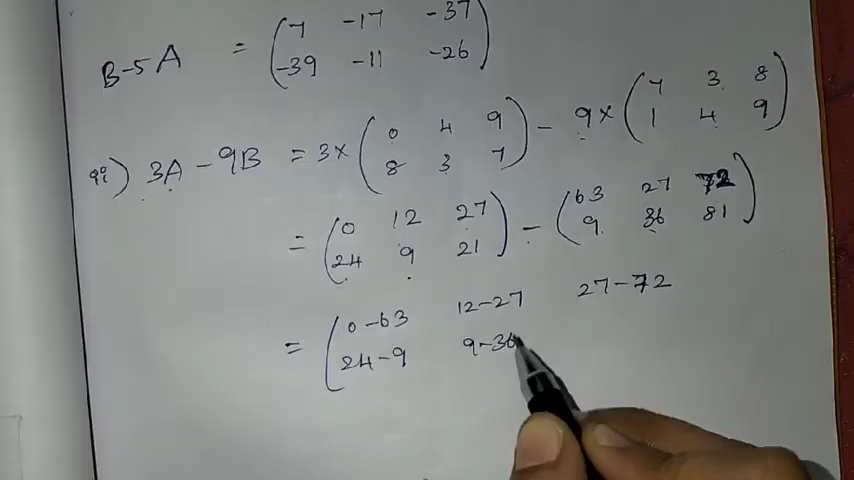 B-5A = (7 -17 -37
-39 -11 -26)
ii) 3A - 9B = 3× (0 4 9
8 3 7) - 9× (7 3 8
1 4 9)
= (0 12 27
24 9 21) - (63 27 72
9 36 81)
= (0-63 12-27 27-72
24-9 9-36